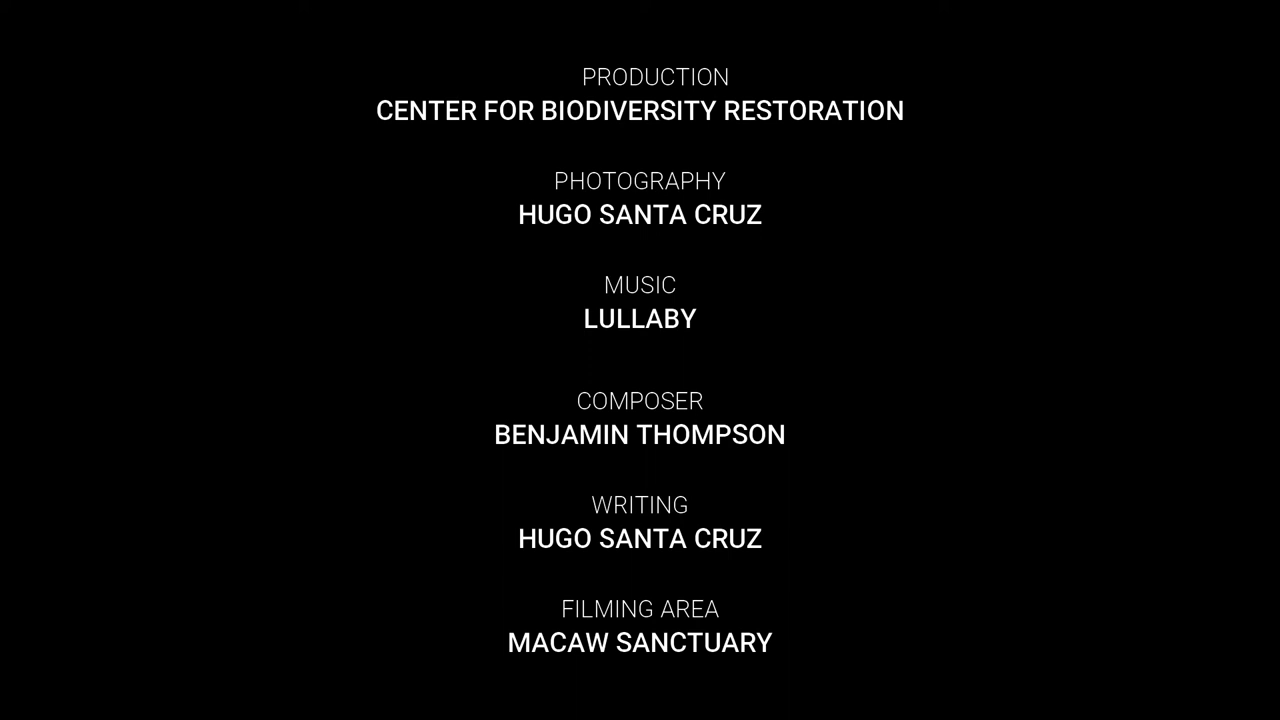 PRODUCTION
CENTER FOR BIODIVERSITY RESTORATION
PHOTOGRAPHY
HUGO SANTA CRUZ
MUSIC
LULLABY
COMPOSER
BENJAMIN THOMPSON
WRITING
HUGO SANTA CRUZ
FILMING AREA
MACAW SANCTUARY